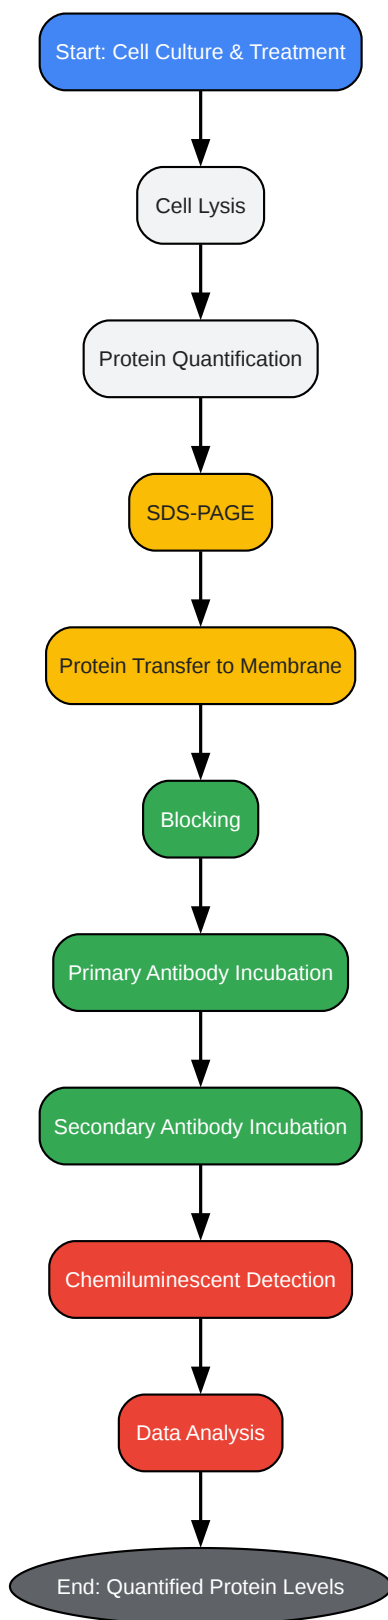 Start: Cell Culture & Treatment
Cell Lysis
Protein Quantification
SDS-PAGE
Protein Transfer to Membrane
Blocking
Primary Antibody Incubation
Secondary Antibody Incubation
Chemiluminescent Detection
Data Analysis
End: Quantified Protein Levels